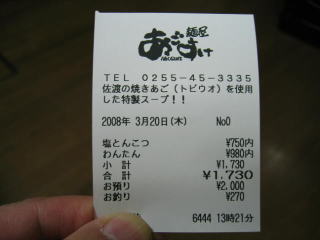 麺屋
あごすけ
AGOSUKE
TEL 0255-45-3335
佐渡の焼きあご(トビウオ)を使用
した特製スープ!!
2008年 3月20日(木) No0
塩とんこつ ¥750円
わんたん ¥980円
小 計 ¥1,730
合 計 ¥1,730
お預り ¥2,000
お釣り ¥270
6444 13時21分